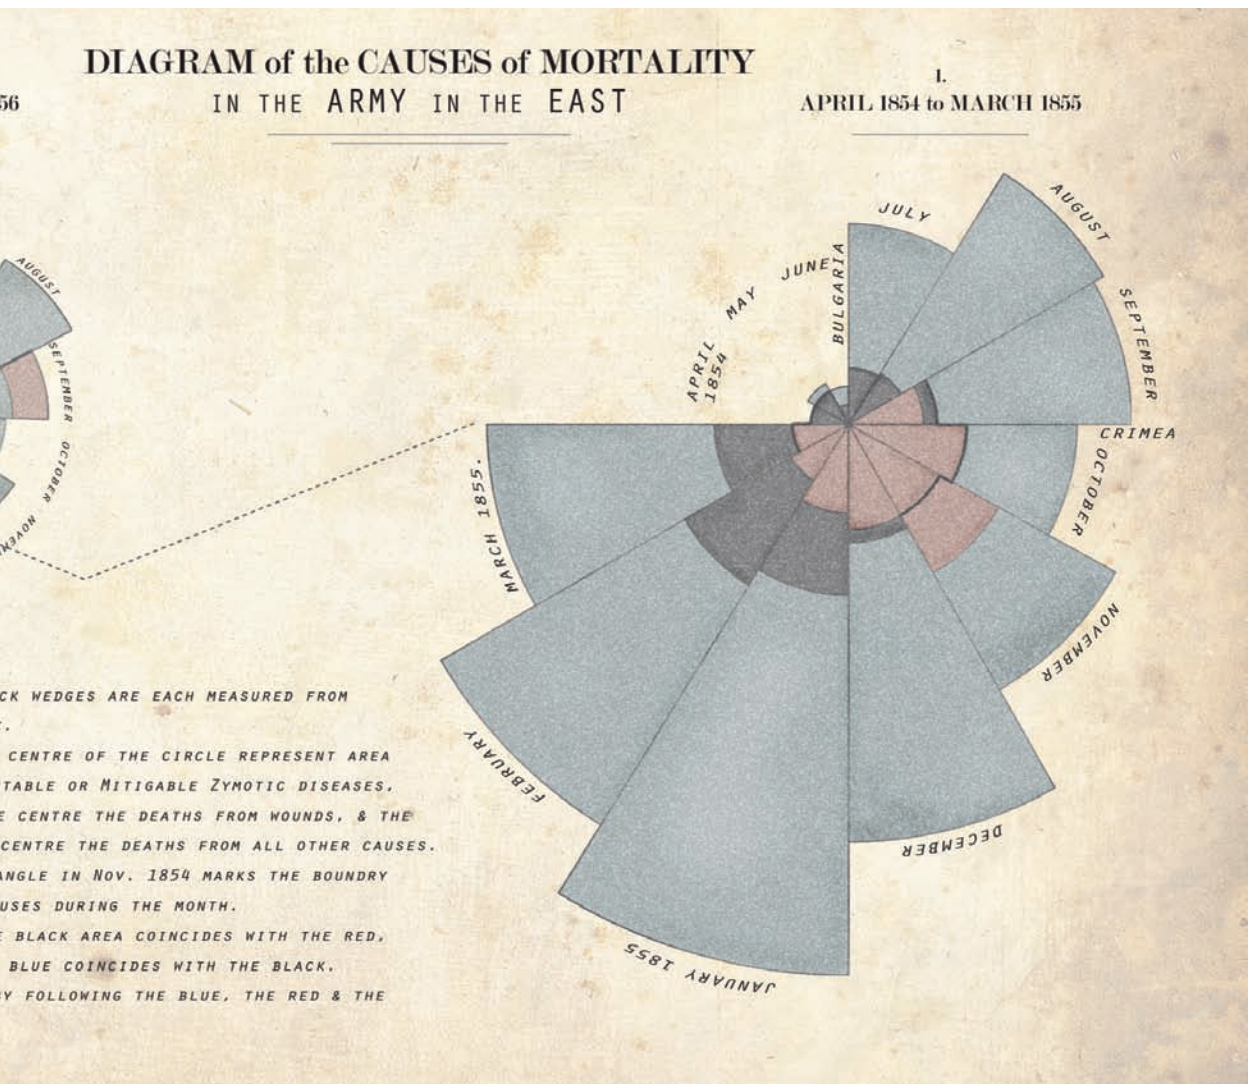 DIAGRAM of the CAUSES of MORTALITY
IN THE ARMY IN THE EAST
56
1.
APRIL 1854 to MARCH 1855
AUGUST
SEPTEMBER
OCTOBER
APRIL
1854
MAY
JUNE
BULGARIA
JULY
AUGUST
SEPTEMBER
CRIMEA
OCTOBER
NOVEMBER
DECEMBER
JANUARY 1855
FEBRUARY
MARCH 1855.
WEDGES ARE EACH MEASURED FROM
CENTRE OF THE CIRCLE REPRESENT AREA
OR MITIGABLE ZYMOTIC DISEASES,
CENTRE THE DEATHS FROM WOUNDS, & THE
CENTRE THE DEATHS FROM ALL OTHER CAUSES.
ANGLE IN NOV. 1854 MARKS THE BOUNDRY
USES DURING THE MONTH.
BLACK AREA COINCIDES WITH THE RED,
BLUE COINCIDES WITH THE BLACK.
Y FOLLOWING THE BLUE, THE RED & THE